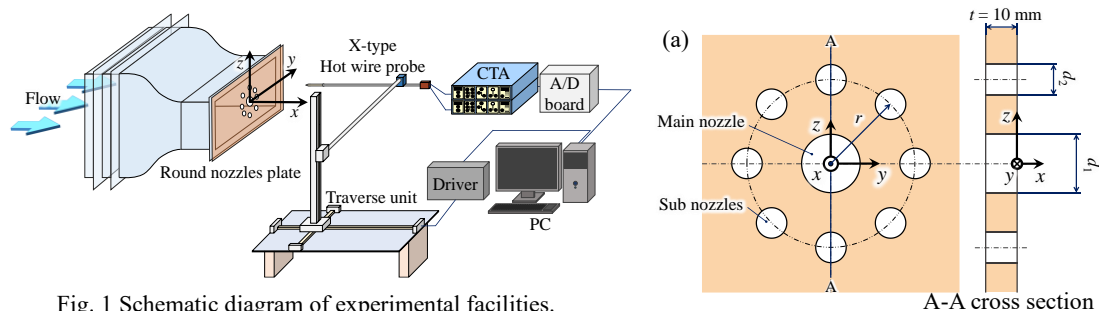 Flow
z
y
x
Round nozzles plate
X-type
Hot wire probe
CTA
A/D
board
Driver
PC
Traverse unit
Fig. 1 Schematic diagram of experimental facilities.
(a)
A
Main nozzle
z
r
x
y
Sub nozzles
A
t = 10 mm
d2
z
y
x
d1
A-A cross section